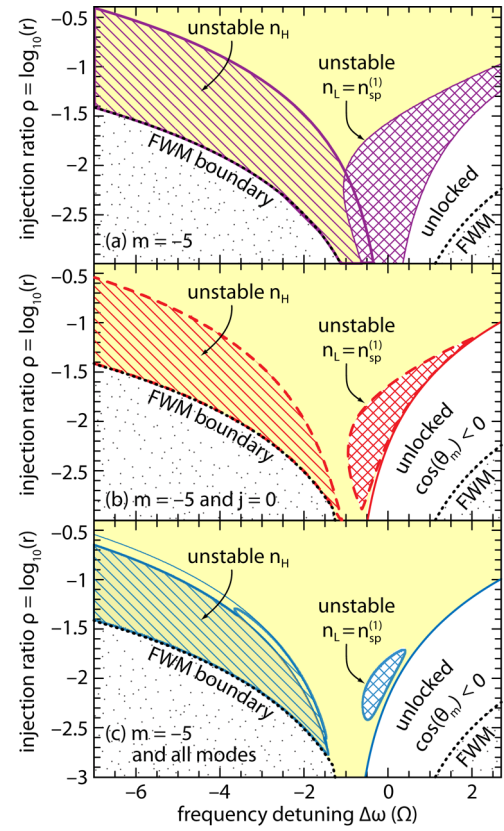 injection ratio ρ = log₁₀(r)
−0.5
−1
−1.5
−2
−2.5
unstable n_H
unstable
n_L = n_sp^(1)
FWM boundary
unlocked
FWM
(a) m = −5
injection ratio ρ = log₁₀(r)
−0.5
−1
−1.5
−2
−2.5
unstable n_H
unstable
n_L = n_sp^(1)
FWM boundary
unlocked
cos(θ_m) < 0
FWM
(b) m = −5 and j = 0
injection ratio ρ = log₁₀(r)
−0.5
−1
−1.5
−2
−2.5
−3
unstable n_H
unstable
n_L = n_sp^(1)
FWM boundary
unlocked
cos(θ_m) < 0
FWM
(c) m = −5
and all modes
−6 −4 −2 0 2
frequency detuning Δω (Ω)